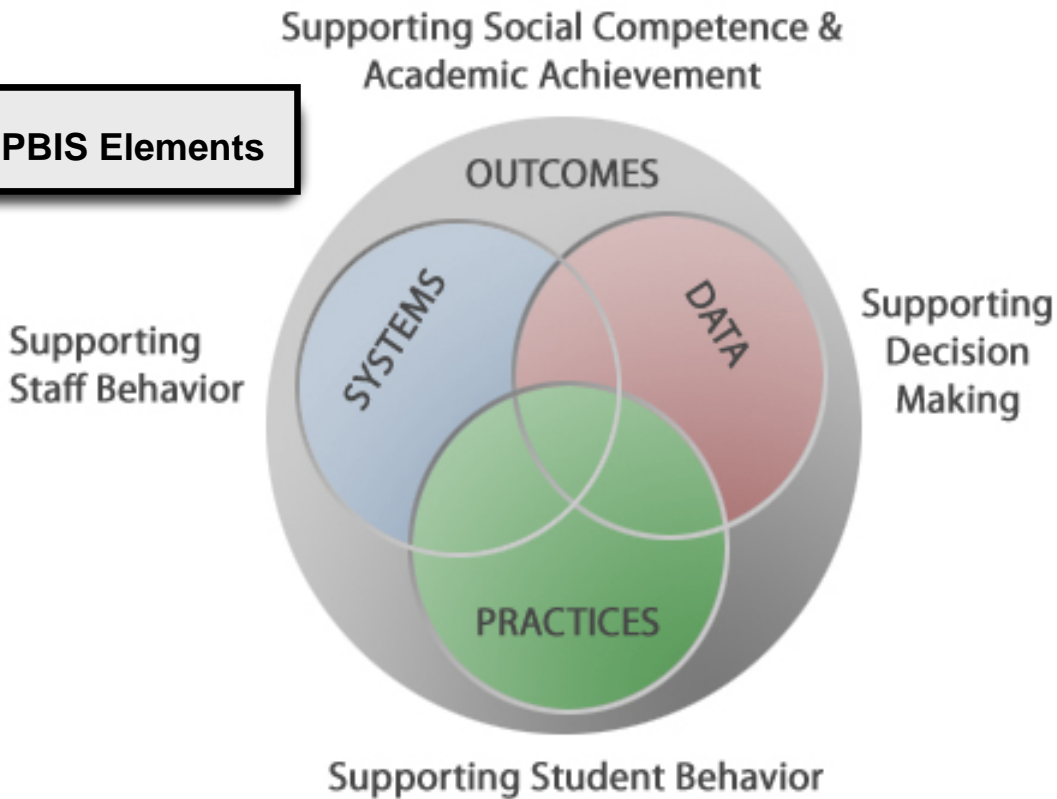 Supporting Social Competence &
Academic Achievement
PBIS Elements
OUTCOMES
SYSTEMS
DATA
Supporting
Staff Behavior
Supporting
Decision
Making
PRACTICES
Supporting Student Behavior